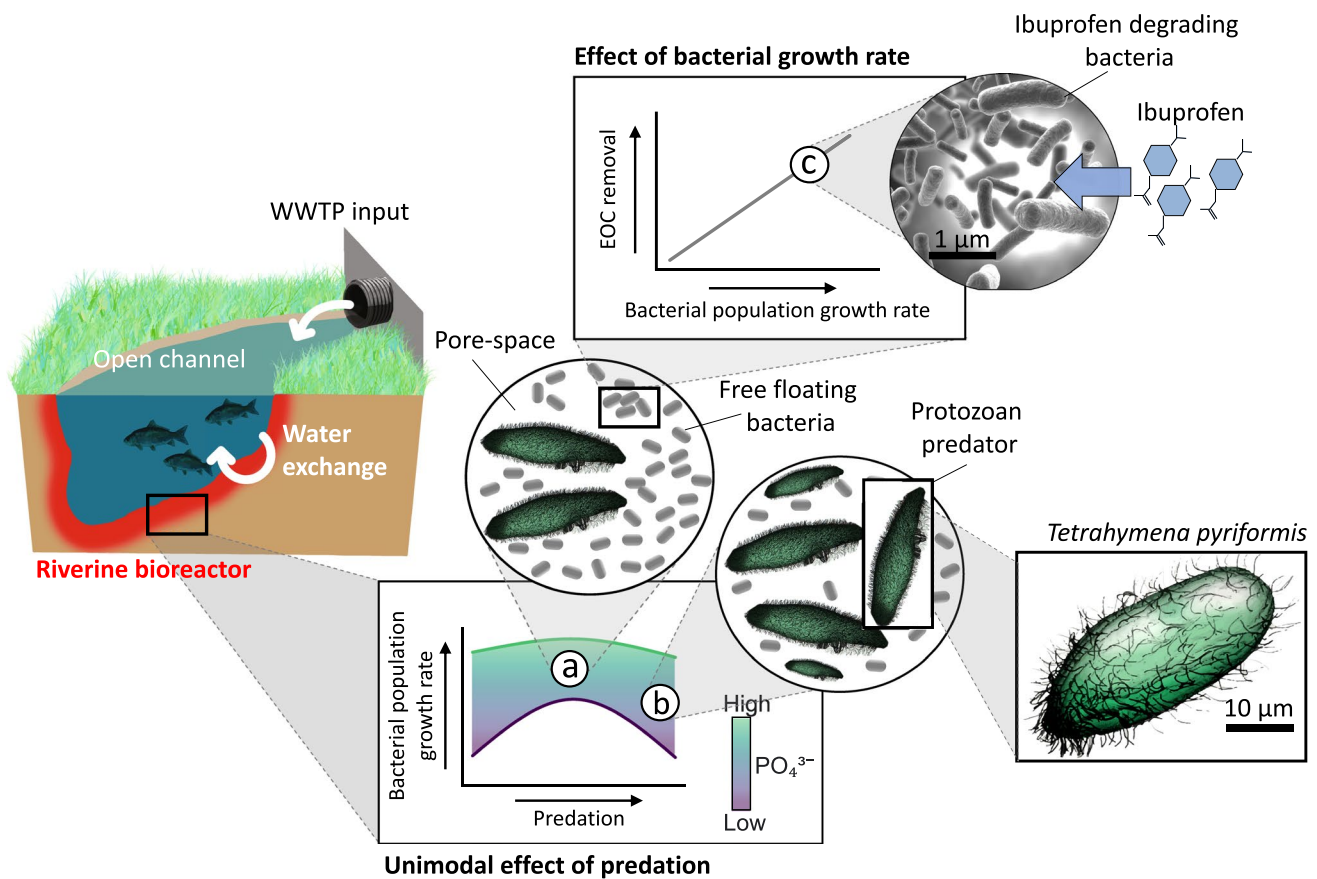 Ibuprofen degrading
bacteria
Effect of bacterial growth rate
Ibuprofen
EOC removal
c
1 µm
Bacterial population growth rate
WWTP input
Open channel
Water
exchange
Riverine bioreactor
Pore-space
Free floating
bacteria
Protozoan
predator
Tetrahymena pyriformis
10 µm
Bacterial population
growth rate
a
b
High
PO₄³⁻
Low
Predation
Unimodal effect of predation